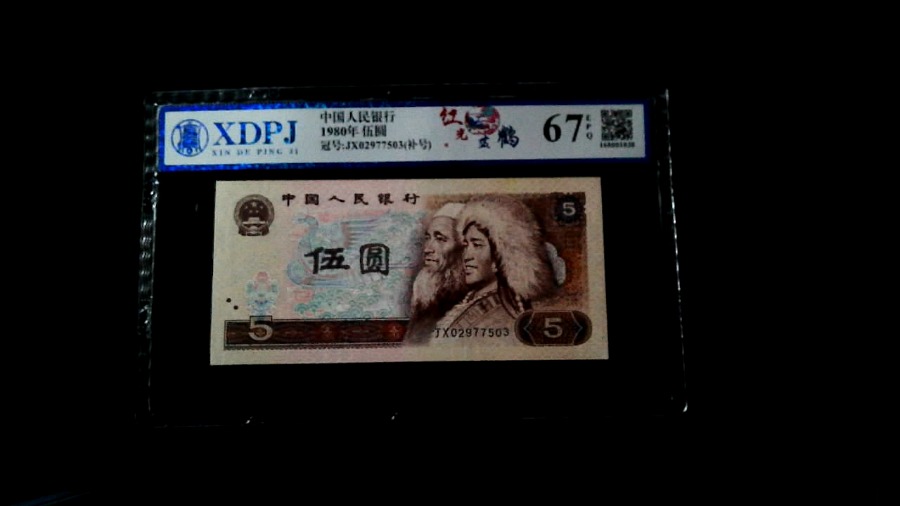 XDPJ
XIN DE PING JI
中国人民银行
1980年 伍圆
冠号:JX02977503(补号)
红
鹤
67
EPQ
中国人民银行
5
伍圆
5
JX02977503
5